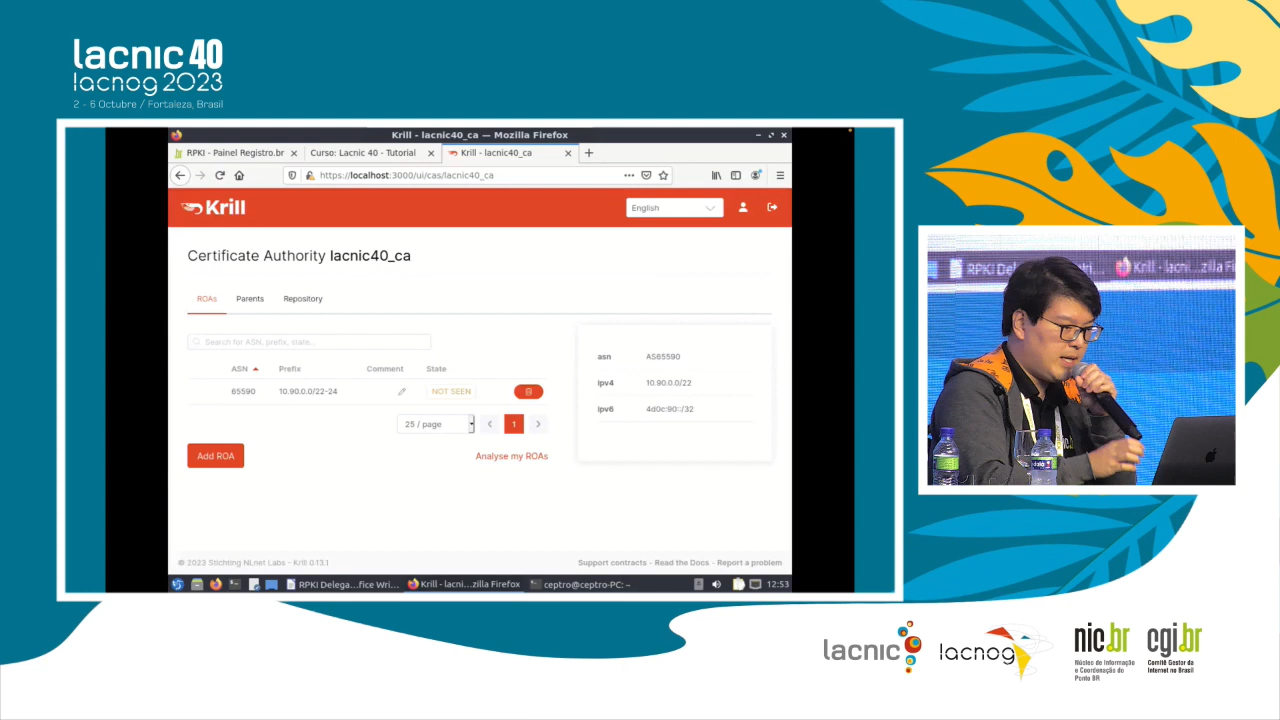 lacnic 40
lacnog 2023
2 - 6 Octubre / Fortaleza, Brasil
Krill - lacnic40_ca — Mozilla Firefox
RPKI - Painel Registro.br
Curso: Lacnic 40 - Tutorial
Krill - lacnic40_ca
https://localhost:3000/ui/cas/lacnic40_ca
Krill
English
Certificate Authority lacnic40_ca
ROAs Parents Repository
Search for ASN, prefix, state...
ASN Prefix Comment State
65590 10.90.0.0/22-24 NOT SEEN
25 / page 1
Add ROA
Analyse my ROAs
asn AS65590
ipv4 10.90.0.0/22
ipv6 4d0c:90::/32
© 2023 Stichting NLnet Labs - Krill 0.13.1
Support contracts - Read the Docs - Report a problem
RPKI Delega...fice Wri... Krill - lacni...zilla Firefox ceptro@ceptro-PC: ~ 12:53
Krill - lacni...zilla Fi
lacnic
lacnog
nic.br
Núcleo de Informação
e Coordenação do
Ponto BR
cgi.br
Comitê Gestor da
Internet no Brasil